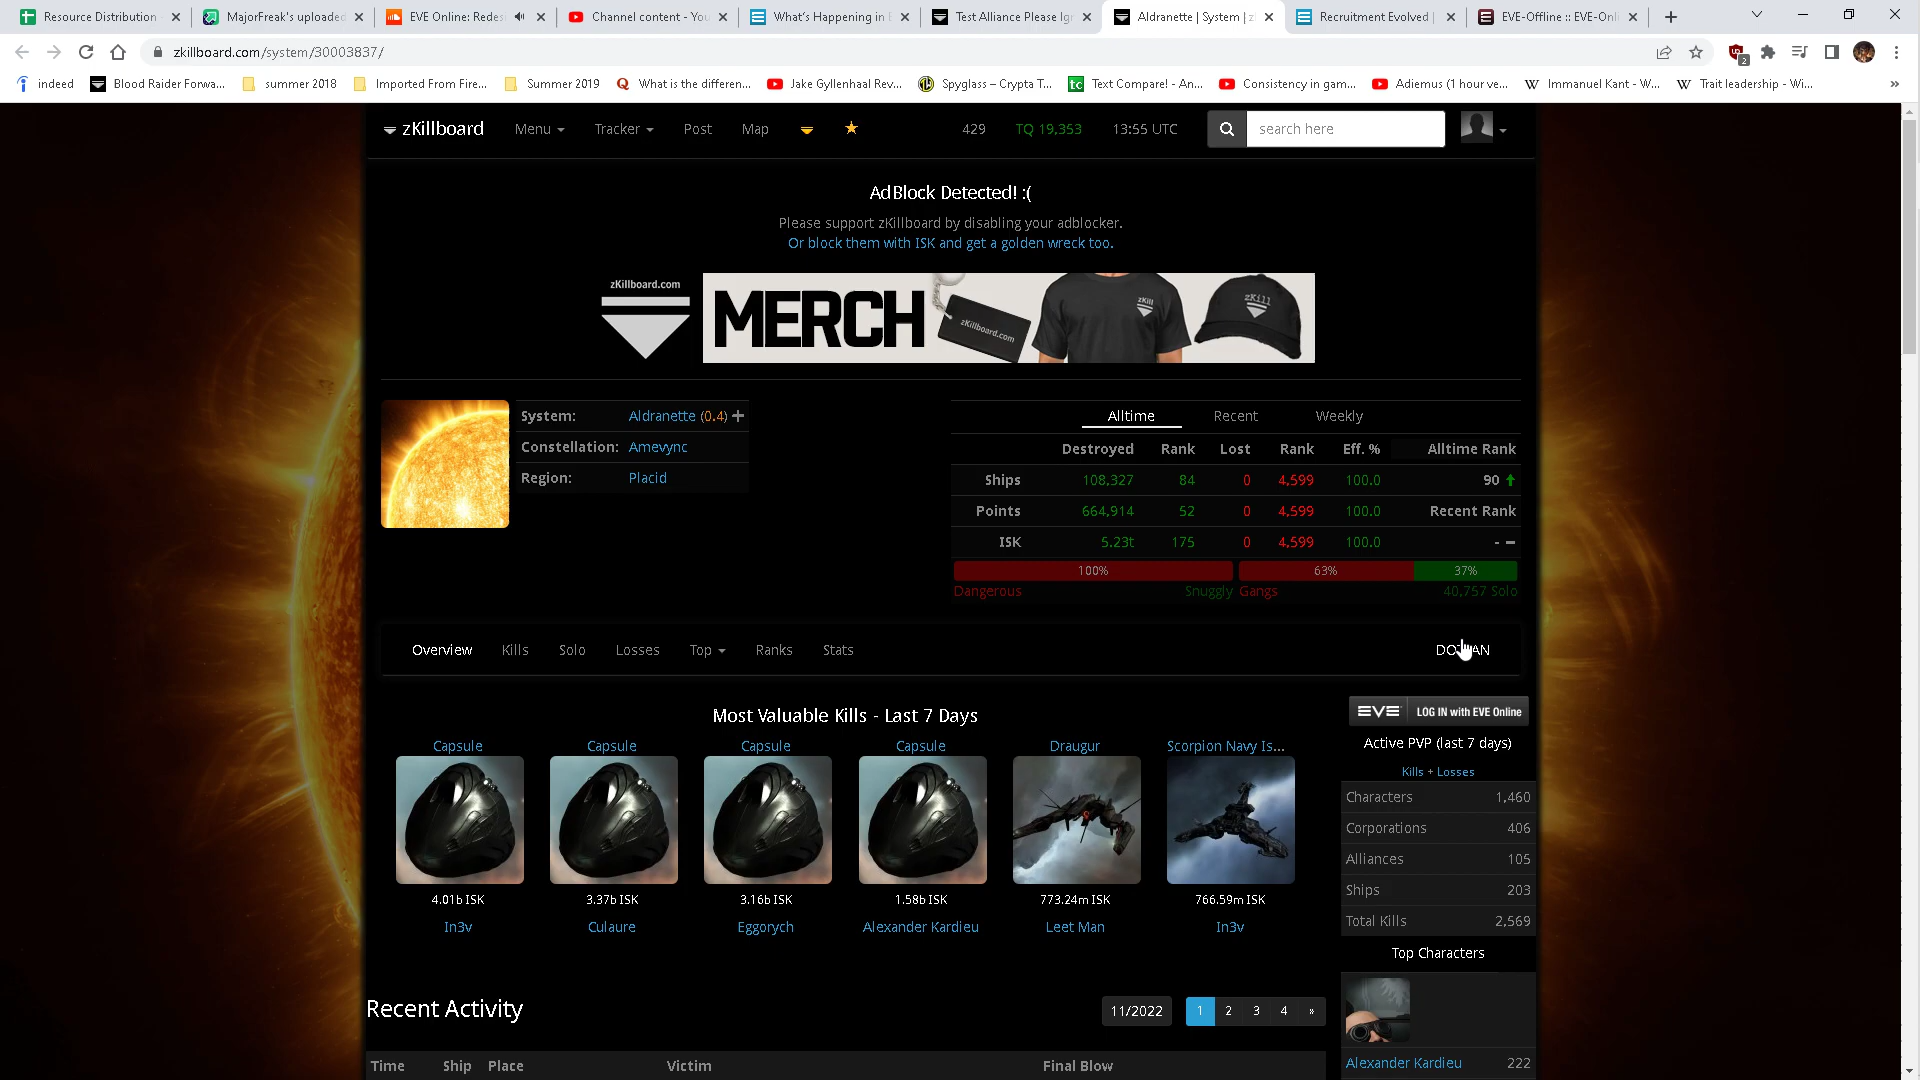 Resource Distribution
MajorFreak's uploaded
EVE Online: Redes
Channel content - You
What's Happening in E
Test Alliance Please Ign
Aldranette | System | z
Recruitment Evolved |
EVE-Offline :: EVE-Onli
zkillboard.com/system/30003837/
2
indeed
Blood Raider Forwa...
summer 2018
Imported From Fire...
Summer 2019
What is the differen...
Jake Gyllenhaal Rev...
Spyglass – Crypta T...
tc
Text Compare! - An...
Consistency in gam...
Adiemus (1 hour ve...
Immanuel Kant - W...
Trait leadership - Wi...
»
zKillboard
Menu
Tracker
Post
Map
429
TQ 19,353
13:55 UTC
search here
AdBlock Detected! :(
Please support zKillboard by disabling your adblocker.
Or block them with ISK and get a golden wreck too.
zKillboard.com
MERCH
zKillboard.com
zKill
zKill
System: Aldranette (0.4)
Constellation: Amevync
Region: Placid
Alltime Recent Weekly
Destroyed Rank Lost Rank Eff. % Alltime Rank
Ships 108,327 84 0 4,599 100.0 90
Points 664,914 52 0 4,599 100.0 Recent Rank
ISK 5.23t 175 0 4,599 100.0 -
100% 63% 37%
Dangerous Snuggly Gangs 40,757 Solo
Overview Kills Solo Losses Top Ranks Stats
Most Valuable Kills - Last 7 Days
Capsule Capsule Capsule Capsule Draugur Scorpion Navy Is...
4.01b ISK 3.37b ISK 3.16b ISK 1.58b ISK 773.24m ISK 766.59m ISK
In3v Culaure Eggorych Alexander Kardieu Leet Man In3v
EVE LOG IN with EVE Online
Active PVP (last 7 days)
Kills + Losses
Characters 1,460
Corporations 406
Alliances 105
Ships 203
Total Kills 2,569
Top Characters
Alexander Kardieu 222
Recent Activity
11/2022 1 2 3 4 »
Time Ship Place Victim Final Blow